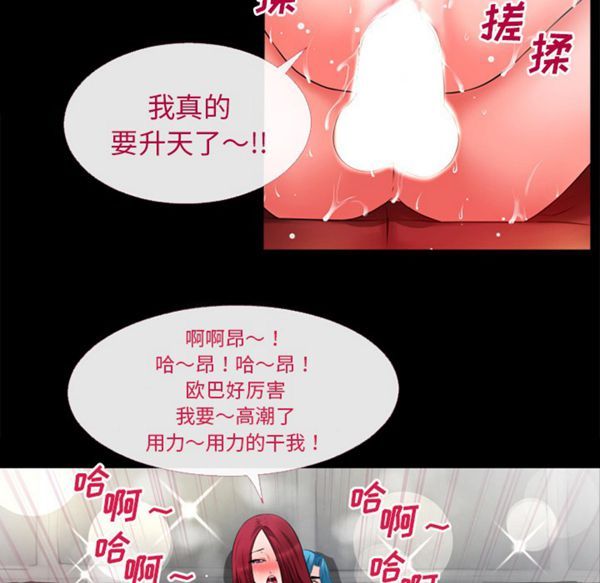 揉
搓揉
我真的
要升天了～!!
啊啊昂～！
哈～昂！哈～昂！
欧巴好厉害
我要～高潮了
用力～用力的干我！
哈啊～
哈啊～
哈啊～
哈啊～